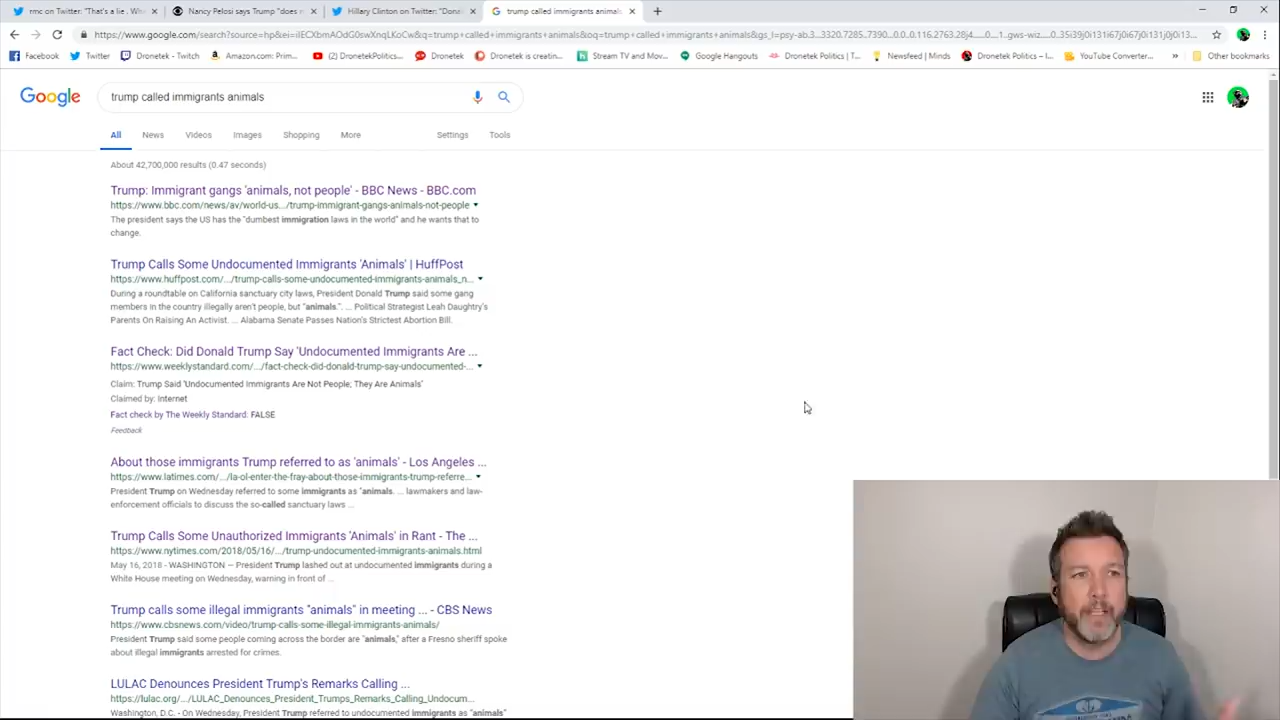 rmc on Twitter: "That's a lie . Wh
Nancy Pelosi says Trump "does n
Hillary Clinton on Twitter: "Donal
trump called immigrants animals
Facebook
Twitter
Dronetek - Twitch
Amazon.com: Prim...
(2) DronetekPolitics...
Dronetek
Dronetek is creatin...
Stream TV and Mov...
Google Hangouts
Dronetek Politics | T...
Newsfeed | Minds
Dronetek Politics – I...
YouTube Converter...
Other bookmarks
Google
trump called immigrants animals
All
News
Videos
Images
Shopping
More
Settings
Tools
About 42,700,000 results (0.47 seconds)
Trump: Immigrant gangs 'animals, not people' - BBC News - BBC.com
https://www.bbc.com/news/av/world-us.../trump-immigrant-gangs-animals-not-people
The president says the US has the "dumbest immigration laws in the world" and he wants that to
change.
Trump Calls Some Undocumented Immigrants 'Animals' | HuffPost
https://www.huffpost.com/.../trump-calls-some-undocumented-immigrants-animals_n...
During a roundtable on California sanctuary city laws, President Donald Trump said some gang
members in the country illegally aren't people, but "animals.". ... Political Strategist Leah Daughtry's
Parents On Raising An Activist. ... Alabama Senate Passes Nation's Strictest Abortion Bill.
Fact Check: Did Donald Trump Say 'Undocumented Immigrants Are ...
https://www.weeklystandard.com/.../fact-check-did-donald-trump-say-undocumented-...
Claim: Trump Said 'Undocumented Immigrants Are Not People; They Are Animals'
Claimed by: Internet
Fact check by The Weekly Standard: FALSE
Feedback
About those immigrants Trump referred to as 'animals' - Los Angeles ...
https://www.latimes.com/.../la-ol-enter-the-fray-about-those-immigrants-trump-referre...
President Trump on Wednesday referred to some immigrants as "animals. ... lawmakers and law-
enforcement officials to discuss the so-called sanctuary laws ...
Trump Calls Some Unauthorized Immigrants 'Animals' in Rant - The ...
https://www.nytimes.com/2018/05/16/.../trump-undocumented-immigrants-animals.html
May 16, 2018 - WASHINGTON — President Trump lashed out at undocumented immigrants during a
White House meeting on Wednesday, warning in front of ...
Trump calls some illegal immigrants "animals" in meeting ... - CBS News
https://www.cbsnews.com/video/trump-calls-some-illegal-immigrants-animals/
President Trump said some people coming across the border are "animals," after a Fresno sheriff spoke
about illegal immigrants arrested for crimes.
LULAC Denounces President Trump's Remarks Calling ...
https://lulac.org/.../LULAC_Denounces_President_Trumps_Remarks_Calling_Undocum...
Washington, D.C. - On Wednesday, President Trump referred to undocumented immigrants as "animals"